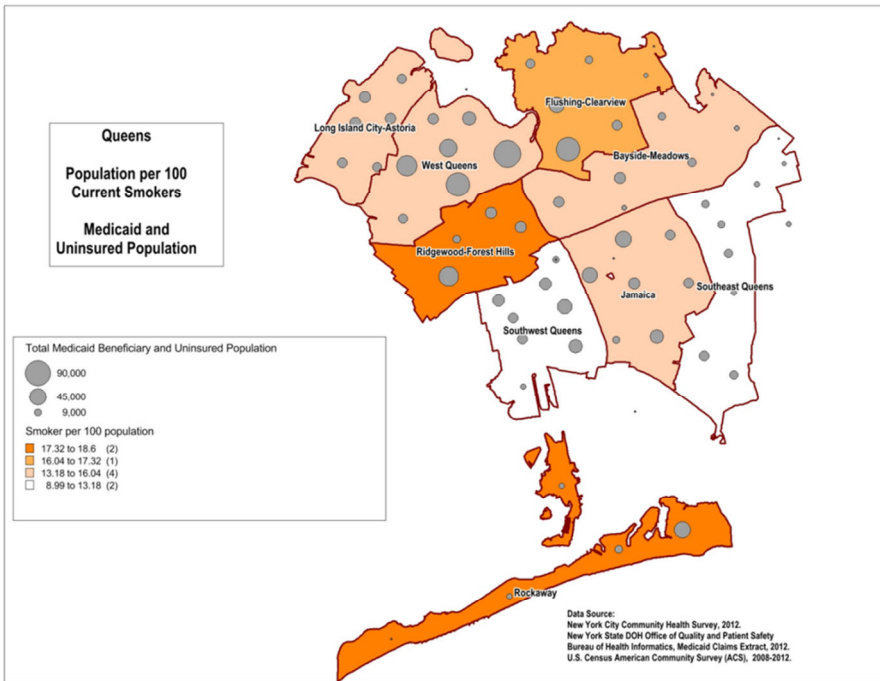 Queens
Population per 100
Current Smokers
Medicaid and
Uninsured Population
Flushing-Clearview
Long Island City-Astoria
Bayside-Meadows
West Queens
Ridgewood-Forest Hills
Southeast Queens
Jamaica
Southwest Queens
Total Medicaid Beneficiary and Uninsured Population
90,000
45,000
9,000
Smoker per 100 population
17.32 to 18.6 (2)
16.04 to 17.32 (1)
13.18 to 16.04 (4)
8.99 to 13.18 (2)
Rockaway
Data Source:
New York City Community Health Survey, 2012.
New York State DOH Office of Quality and Patient Safety
Bureau of Health Informatics, Medicaid Claims Extract, 2012.
U.S. Census American Community Survey (ACS), 2008-2012.